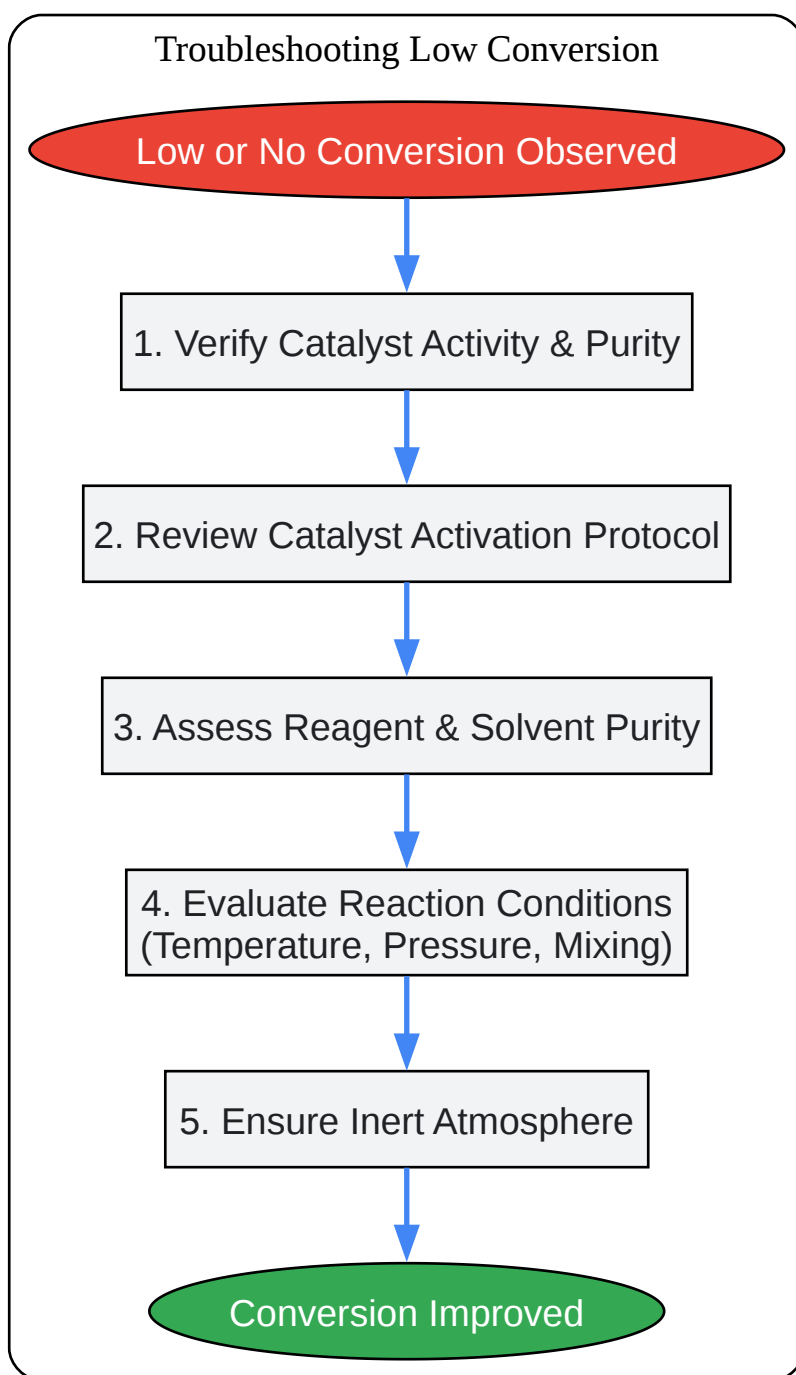 Troubleshooting Low Conversion
Low or No Conversion Observed
1. Verify Catalyst Activity & Purity
2. Review Catalyst Activation Protocol
3. Assess Reagent & Solvent Purity
4. Evaluate Reaction Conditions
(Temperature, Pressure, Mixing)
5. Ensure Inert Atmosphere
Conversion Improved